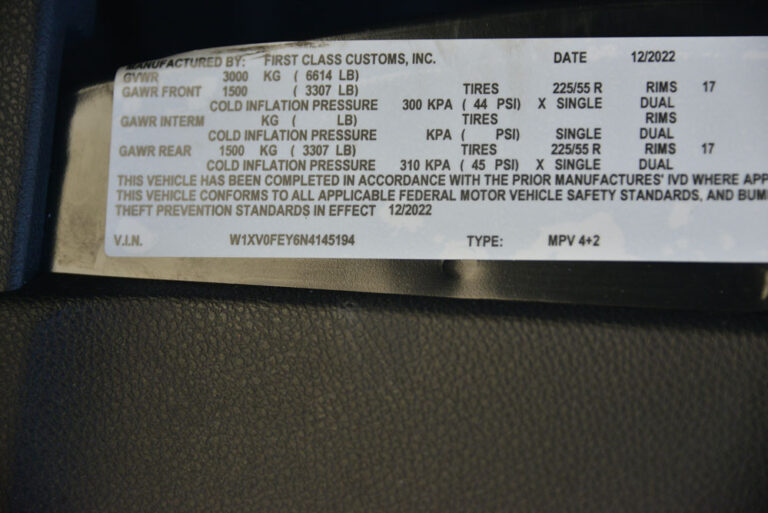 MANUFACTURED BY: FIRST CLASS CUSTOMS, INC. DATE 12/2022
GVWR 3000 KG ( 6614 LB)
GAWR FRONT 1500 ( 3307 LB) TIRES 225/55 R RIMS 17
COLD INFLATION PRESSURE 300 KPA ( 44 PSI) X SINGLE DUAL
GAWR INTERM KG ( LB) TIRES RIMS
COLD INFLATION PRESSURE KPA ( PSI) SINGLE DUAL
GAWR REAR 1500 KG ( 3307 LB) TIRES 225/55 R RIMS 17
COLD INFLATION PRESSURE 310 KPA ( 45 PSI) X SINGLE DUAL
THIS VEHICLE HAS BEEN COMPLETED IN ACCORDANCE WITH THE PRIOR MANUFACTURES' IVD WHERE APP
THIS VEHICLE CONFORMS TO ALL APPLICABLE FEDERAL MOTOR VEHICLE SAFETY STANDARDS, AND BUM
THEFT PREVENTION STANDARDS IN EFFECT 12/2022
V.I.N. W1XV0FEY6N4145194 TYPE: MPV 4+2